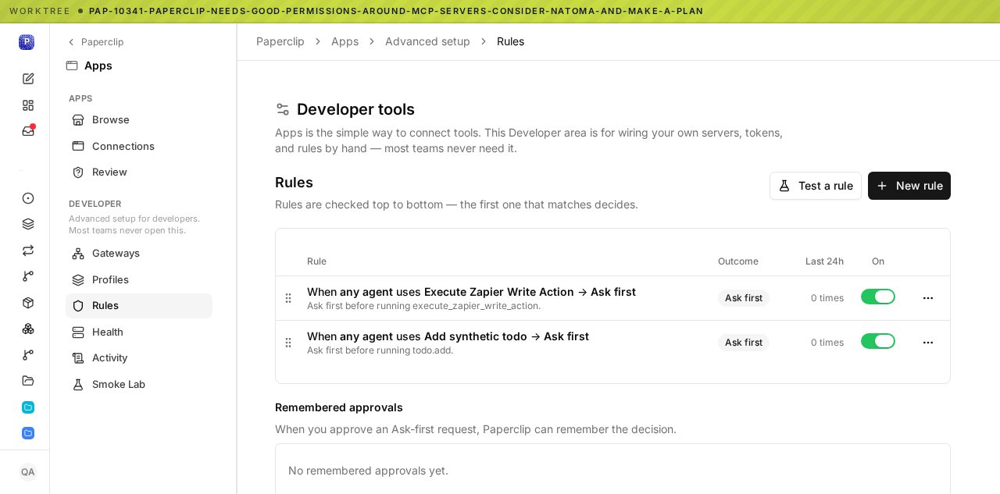 WORKTREE PAP-10341-PAPERCLIP-NEEDS-GOOD-PERMISSIONS-AROUND-MCP-SERVERS-CONSIDER-NATOMA-AND-MAKE-A-PLAN
P
Paperclip
Apps
APPS
Browse
Connections
Review
DEVELOPER
Advanced setup for developers.
Most teams never open this.
Gateways
Profiles
Rules
Health
Activity
Smoke Lab
QA
Paperclip > Apps > Advanced setup > Rules
Developer tools
Apps is the simple way to connect tools. This Developer area is for wiring your own servers, tokens,
and rules by hand — most teams never need it.
Rules
Rules are checked top to bottom — the first one that matches decides.
Test a rule
New rule
Rule Outcome Last 24h On
When any agent uses Execute Zapier Write Action → Ask first
Ask first before running execute_zapier_write_action.
Ask first 0 times
When any agent uses Add synthetic todo → Ask first
Ask first before running todo.add.
Ask first 0 times
Remembered approvals
When you approve an Ask-first request, Paperclip can remember the decision.
No remembered approvals yet.